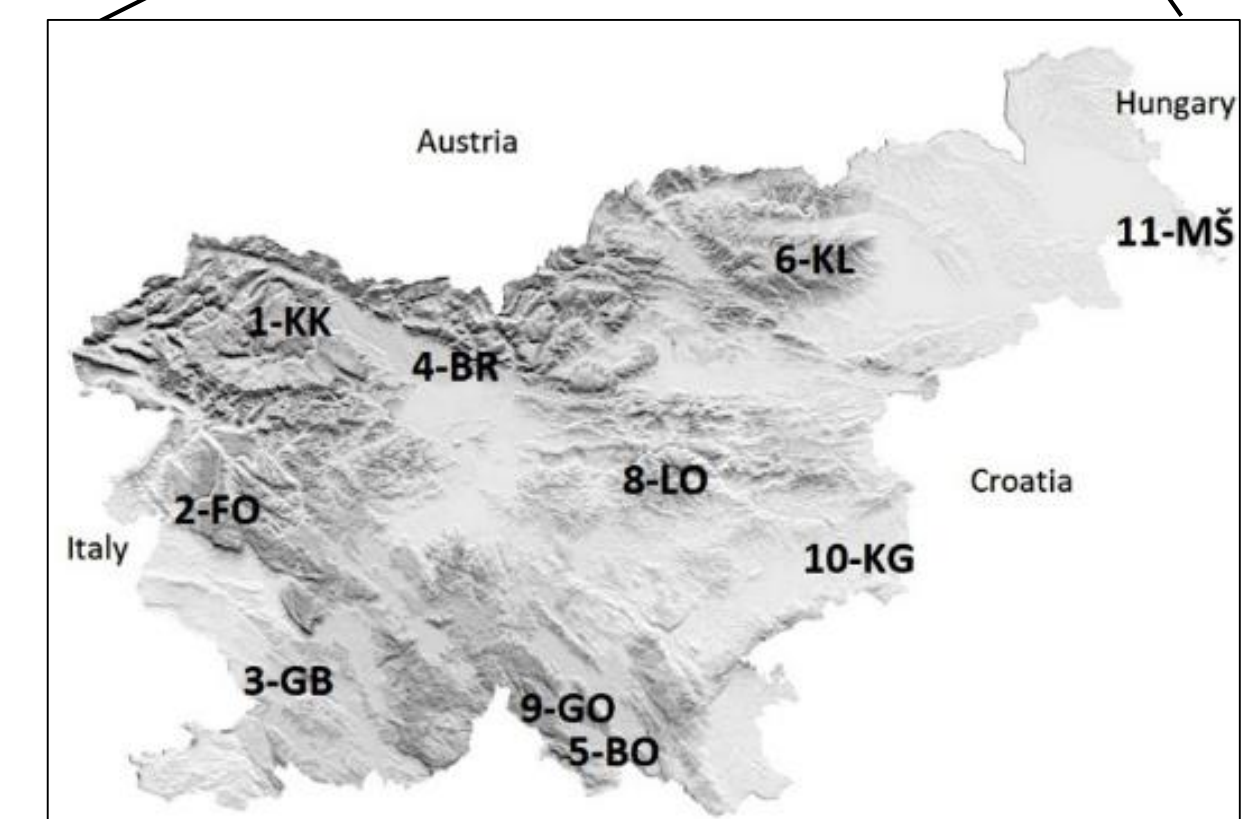 Hungary
Austria
11-MŠ
6-KL
1-KK
4-BR
8-LO
Croatia
2-FO
Italy
10-KG
3-GB
9-GO
5-BO